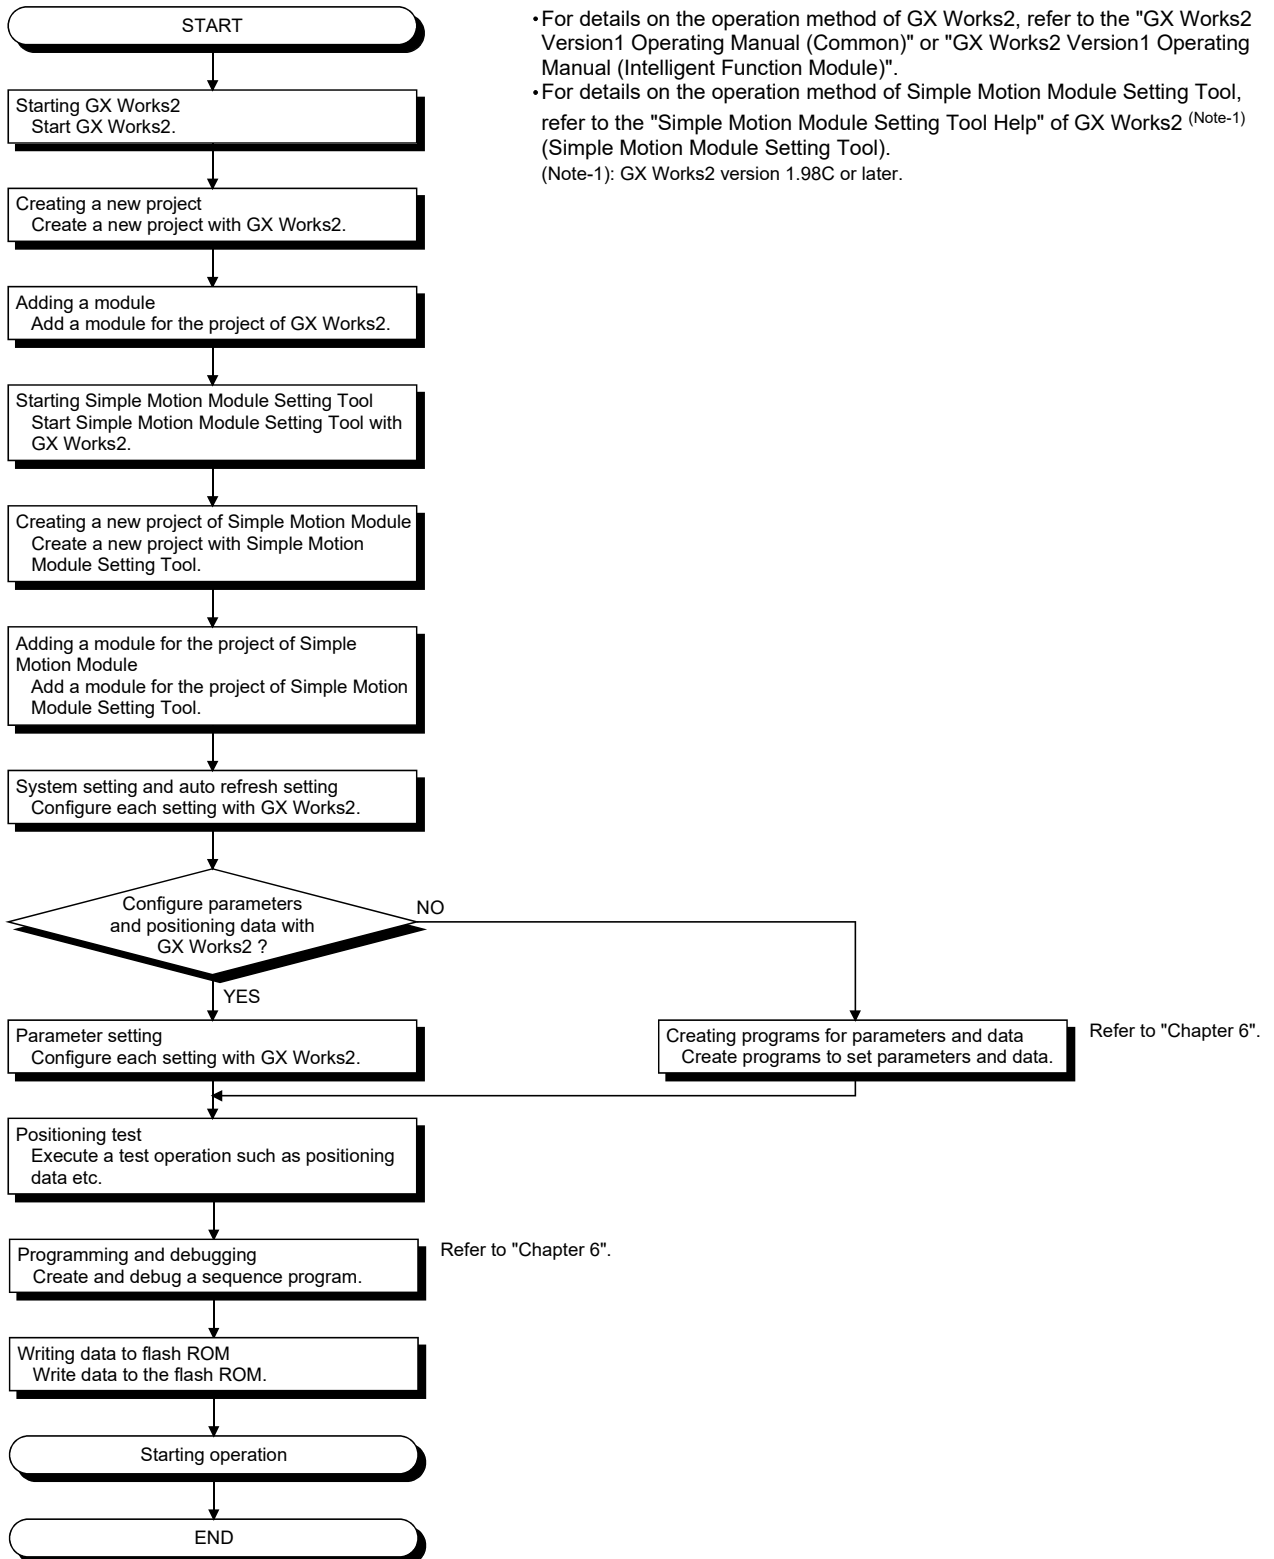 START
・For details on the operation method of GX Works2, refer to the "GX Works2
Version1 Operating Manual (Common)" or "GX Works2 Version1 Operating
Manual (Intelligent Function Module)".
・For details on the operation method of Simple Motion Module Setting Tool,
refer to the "Simple Motion Module Setting Tool Help" of GX Works2 (Note-1)
(Simple Motion Module Setting Tool).
(Note-1): GX Works2 version 1.98C or later.
Starting GX Works2
Start GX Works2.
Creating a new project
Create a new project with GX Works2.
Adding a module
Add a module for the project of GX Works2.
Starting Simple Motion Module Setting Tool
Start Simple Motion Module Setting Tool with
GX Works2.
Creating a new project of Simple Motion Module
Create a new project with Simple Motion
Module Setting Tool.
Adding a module for the project of Simple
Motion Module
Add a module for the project of Simple Motion
Module Setting Tool.
System setting and auto refresh setting
Configure each setting with GX Works2.
Configure parameters
and positioning data with
GX Works2 ?
NO
YES
Parameter setting
Configure each setting with GX Works2.
Creating programs for parameters and data
Create programs to set parameters and data.
Refer to "Chapter 6".
Positioning test
Execute a test operation such as positioning
data etc.
Programming and debugging
Create and debug a sequence program.
Refer to "Chapter 6".
Writing data to flash ROM
Write data to the flash ROM.
Starting operation
END